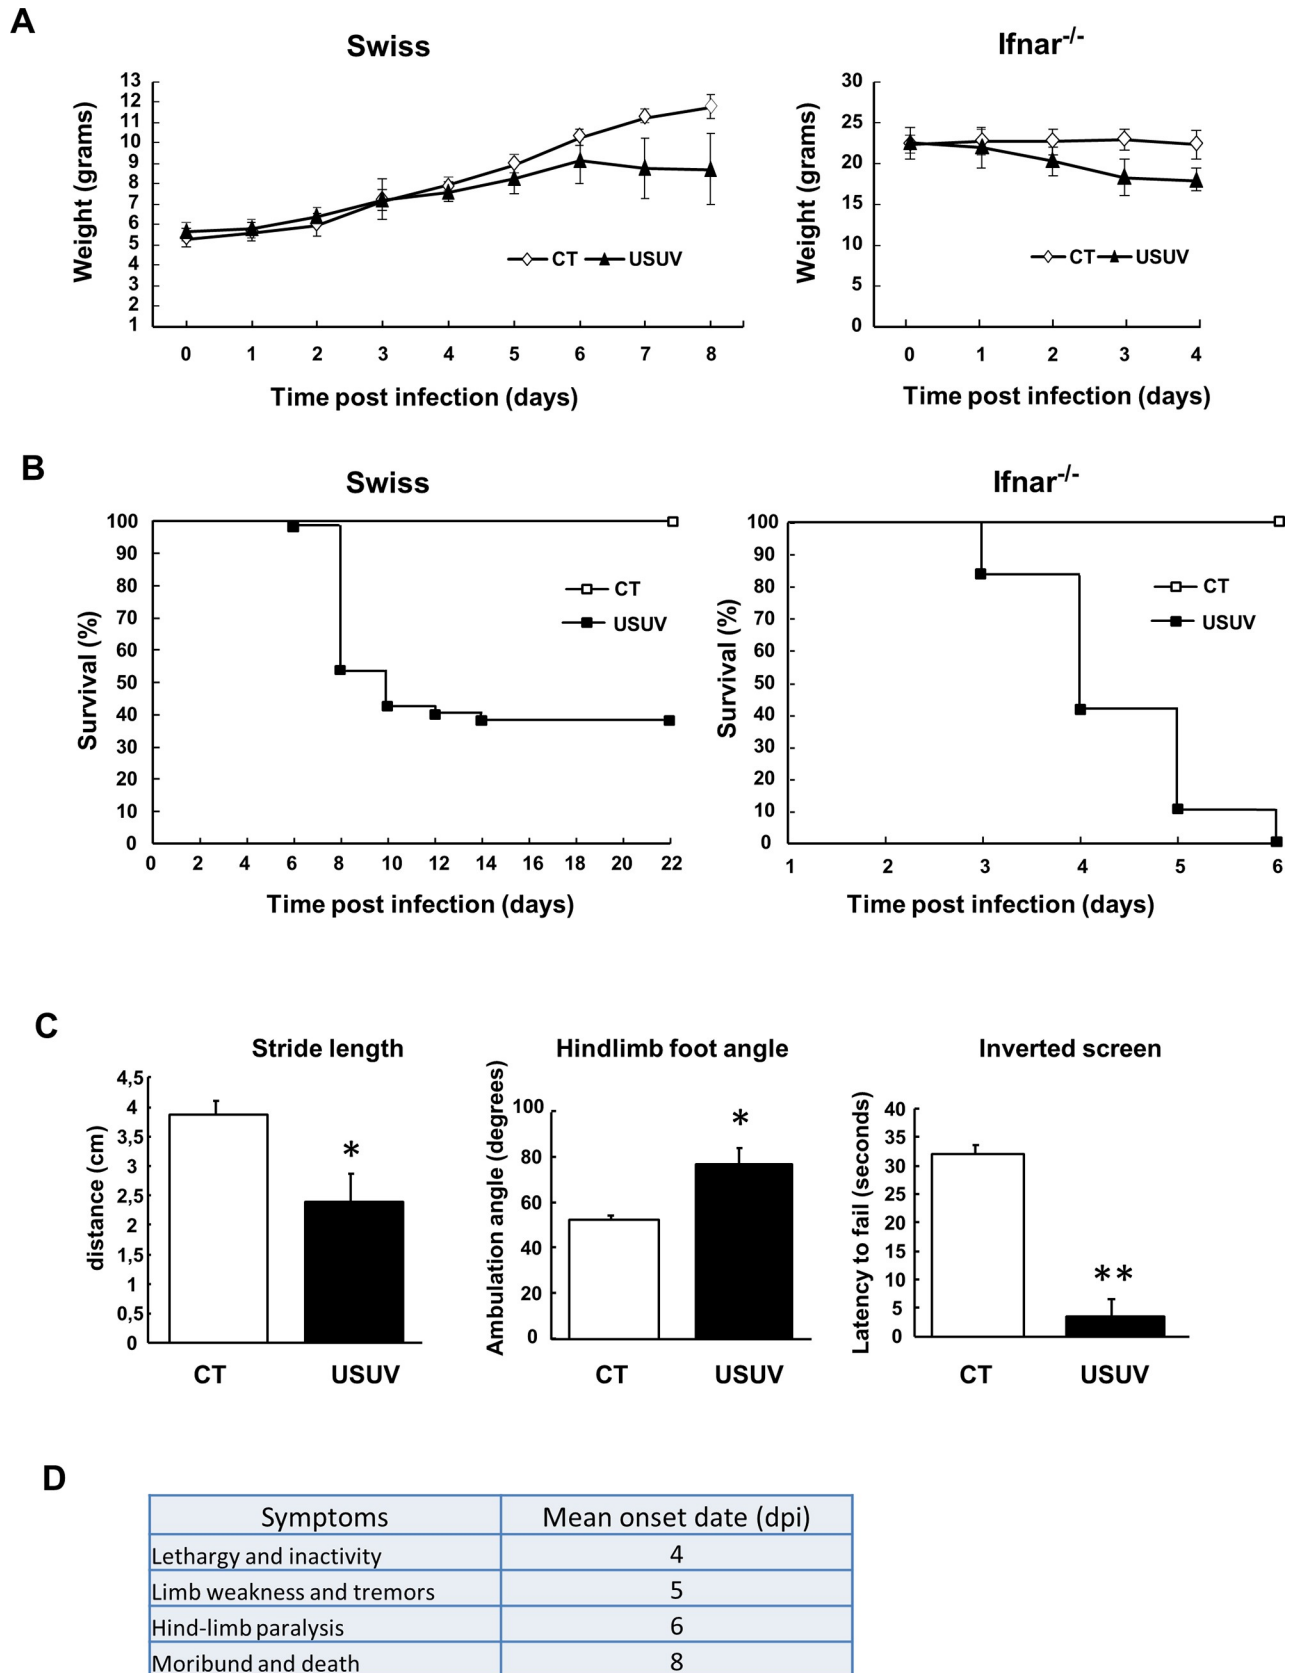 A
Swiss
Ifnar-/-
Weight (grams)
13
12
11
10
9
8
7
6
5
4
3
2
1
CT USUV
0 1 2 3 4 5 6 7 8
Time post infection (days)
Weight (grams)
30
25
20
15
10
5
0
CT USUV
0 1 2 3 4
Time post infection (days)
B
Swiss
Ifnar-/-
Survival (%)
100
90
80
70
60
50
40
30
20
10
0
CT
USUV
0 2 4 6 8 10 12 14 16 18 20 22
Time post infection (days)
Survival (%)
100
90
80
70
60
50
40
30
20
10
0
CT
USUV
1 2 3 4 5 6
Time post infection (days)
C
Stride length
distance (cm)
4,5
4
3,5
3
2,5
2
1,5
1
0,5
0
*
CT USUV
Hindlimb foot angle
Ambulation angle (degrees)
100
80
60
40
20
0
*
CT USUV
Inverted screen
Latency to fail (seconds)
40
35
30
25
20
15
10
5
0
**
CT USUV
D
Symptoms Mean onset date (dpi)
Lethargy and inactivity 4
Limb weakness and tremors 5
Hind-limb paralysis 6
Moribund and death 8